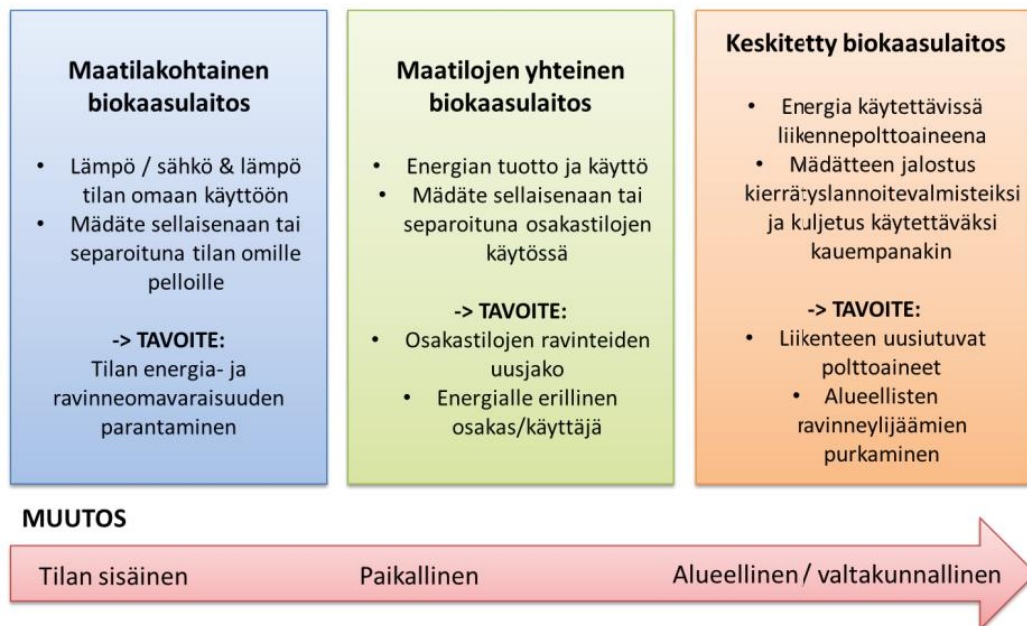 Maatilakohtainen
biokaasulaitos
• Lämpö / sähkö & lämpö
tilan omaan käyttöön
• Mädäte sellaisenaan tai
separoituna tilan omille
pelloille
-> TAVOITE:
Tilan energia- ja
ravinneomavaraisuuden
parantaminen
Maatilojen yhteinen
biokaasulaitos
• Energian tuotto ja käyttö
• Mädäte sellaisenaan tai
separoituna osakastilojen
käytössä
-> TAVOITE:
• Osakastilojen ravinteiden
uusjako
• Energialle erillinen
osakas/käyttäjä
Keskitetty biokaasulaitos
• Energia käytettävissä
liikennepolttoaineena
• Mädätteen jalostus
kierrätyslannoitevalmisteiksi
ja kuljetus käytettäväksi
kauempanakin
-> TAVOITE:
• Liikenteen uusiutuvat
polttoaineet
• Alueellisten
ravinneylijäämien
purkaminen
MUUTOS
Tilan sisäinen
Paikallinen
Alueellinen / valtakunnallinen